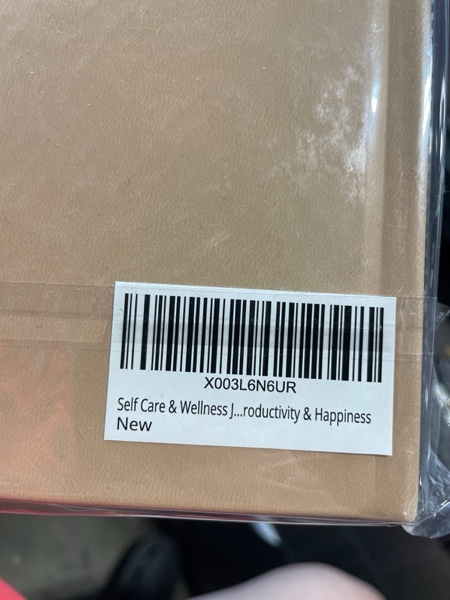 X003L6N6UR
Self Care & Wellness J...roductivity & Happiness
New